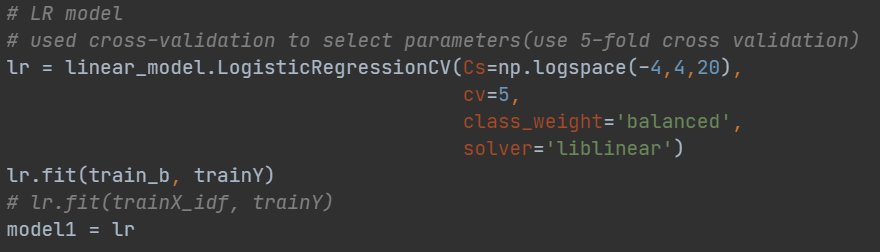 # LR model
# used cross-validation to select parameters(use 5-fold cross validation)
lr = linear_model.LogisticRegressionCV(Cs=np.logspace(-4,4,20),
cv=5,
class_weight='balanced',
solver='liblinear')
lr.fit(train_b, trainY)
# lr.fit(trainX_idf, trainY)
model1 = lr